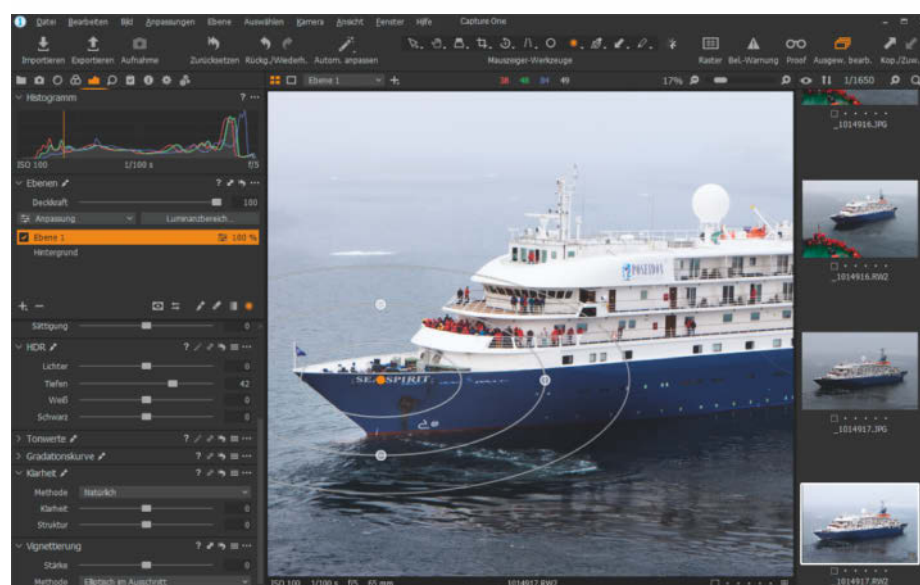 Datei Bearbeiten Bild Anpassungen Ebene Auswählen Kamera Ansicht Fenster Hilfe Capture One
Importieren Exportieren Aufnahme Zurücksetzen Rückg./Wiederh. Autom. anpassen Mauszeiger-Werkzeuge Raster Bel.-Warnung Proof Ausgew. bearb. Kop./Zuw.
Ebene 1 38 48 84 49 17% 1/1650
Histogramm ? ...
ISO 100 1/100 s f/5
Ebenen ? ...
Deckkraft 100
Anpassung Luminanzbereich...
Ebene 1 100 %
Hintergrund
Sättigung 0
HDR ? ...
Lichter 0
Tiefen 42
Weiß 0
Schwarz 0
Tonwerte ? ...
Gradationskurve ? ...
Klarheit ? ...
Methode Natürlich
Klarheit 0
Struktur 0
Vignettierung ? ...
Stärke 0
Methode Elliptisch im Ausschnitt
POSEIDON
SEA SPIRIT
ISO 100 1/100 s f/5 65 mm _1014917.RW2
_1014916.JPG
_1014916.RW2
_1014917.JPG
_1014917.RW2